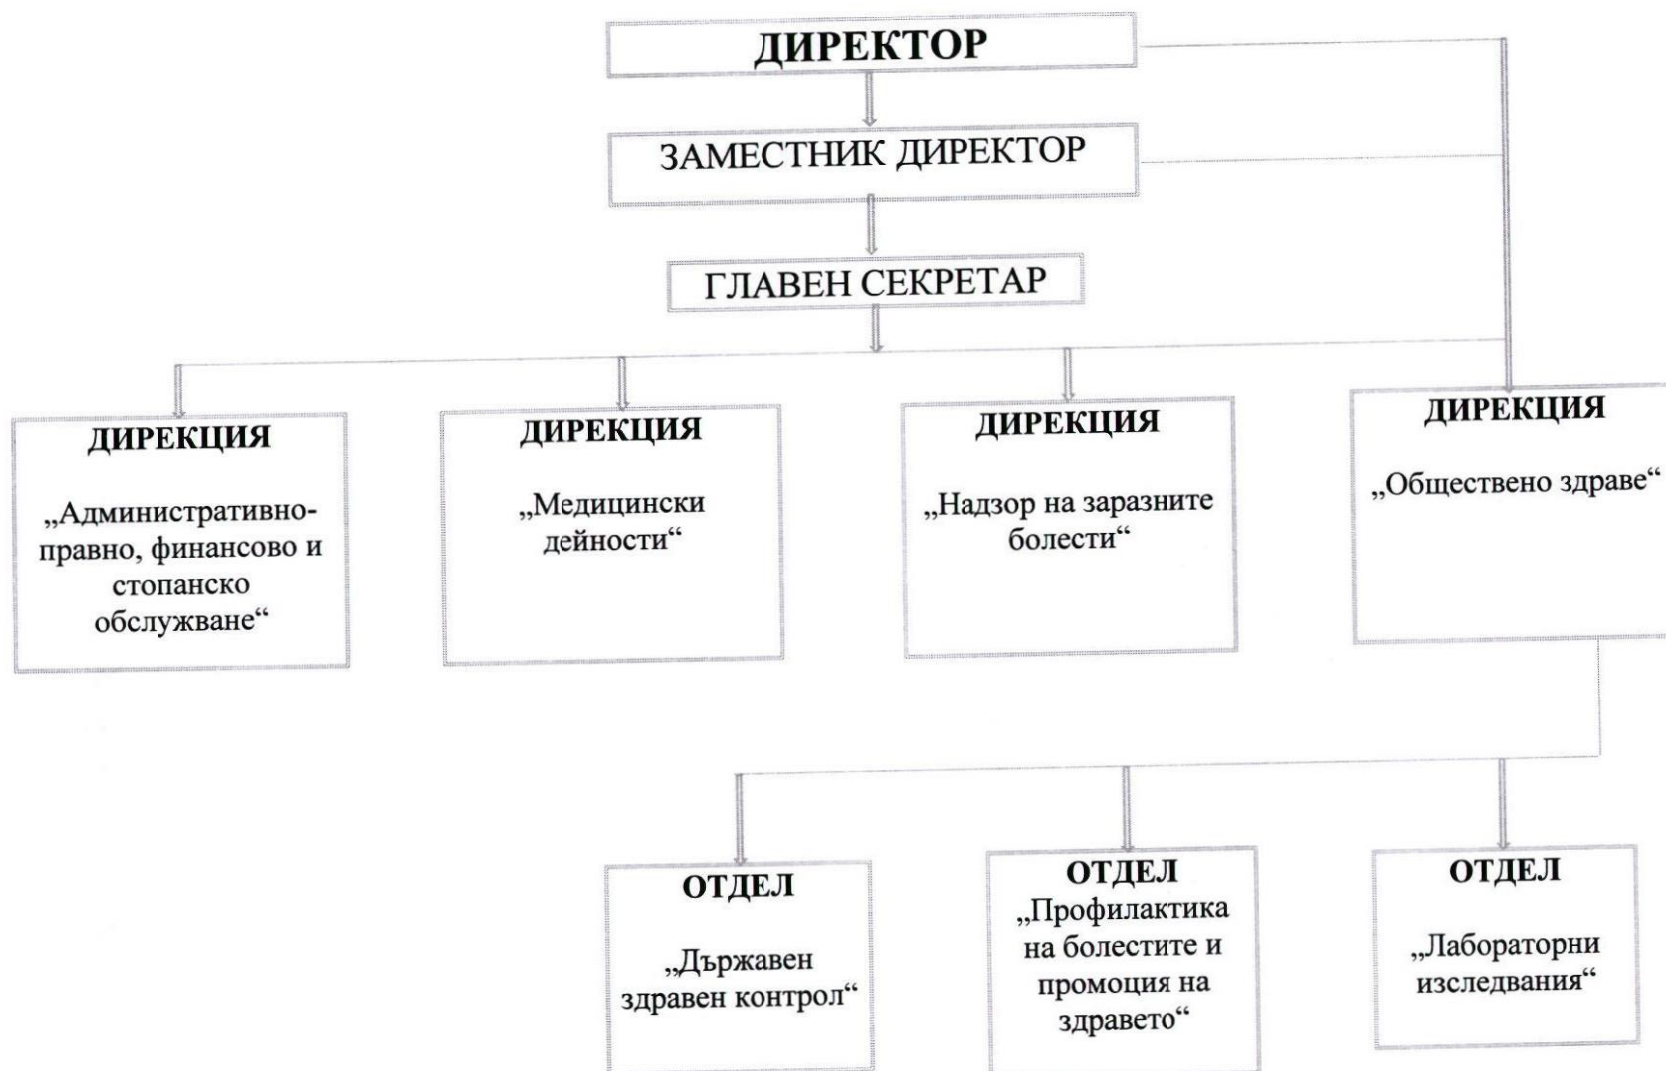 ДИРЕКТОР
ЗАМЕСТНИК ДИРЕКТОР
ГЛАВЕН СЕКРЕТАР
ДИРЕКЦИЯ
„Административно-
правно, финансово и
стопанско
обслужване“
ДИРЕКЦИЯ
„Медицински
дейности“
ДИРЕКЦИЯ
„Надзор на заразните
болести“
ДИРЕКЦИЯ
„Обществено здраве“
ОТДЕЛ
„Държавен
здравен контрол“
ОТДЕЛ
„Профилактика
на болестите и
промоция на
здравето“
ОТДЕЛ
„Лабораторни
изследвания“